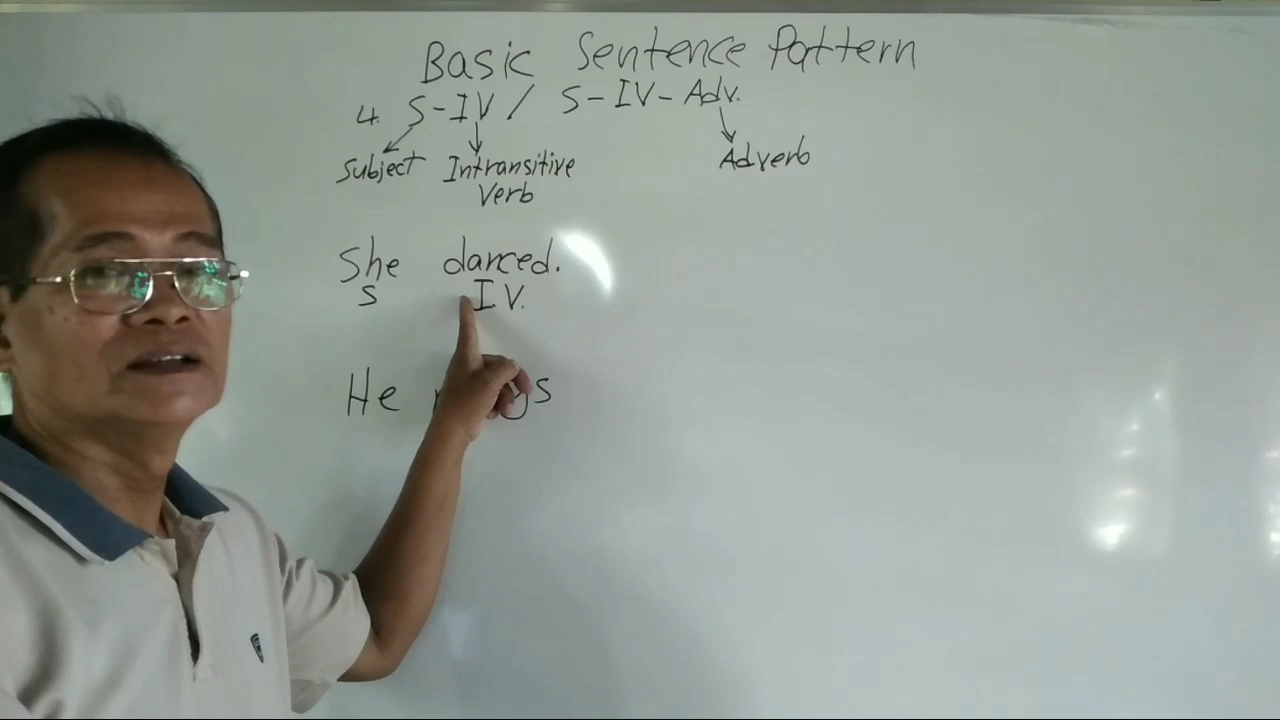 Basic Sentence Pattern
4. S-IV / S-IV-Adv.
Subject Intransitive Adverb
Verb
She danced.
S IV.
He